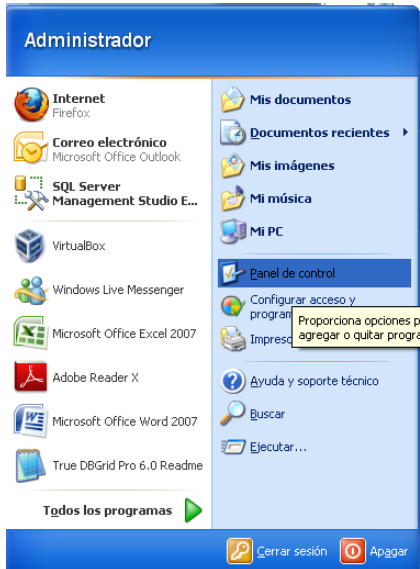 Administrador
Internet
Firefox
Correo electrónico
Microsoft Office Outlook
SQL Server
Management Studio E...
VirtualBox
Windows Live Messenger
Microsoft Office Excel 2007
Adobe Reader X
Microsoft Office Word 2007
True DBGrid Pro 6.0 Readme
Todos los programas
Mis documentos
Documentos recientes
Mis imágenes
Mi música
Mi PC
Panel de control
Configurar acceso y
Proporciona opciones p
agregar o quitar progra
Ayuda y soporte técnico
Buscar
Ejecutar...
Cerrar sesión
Apagar